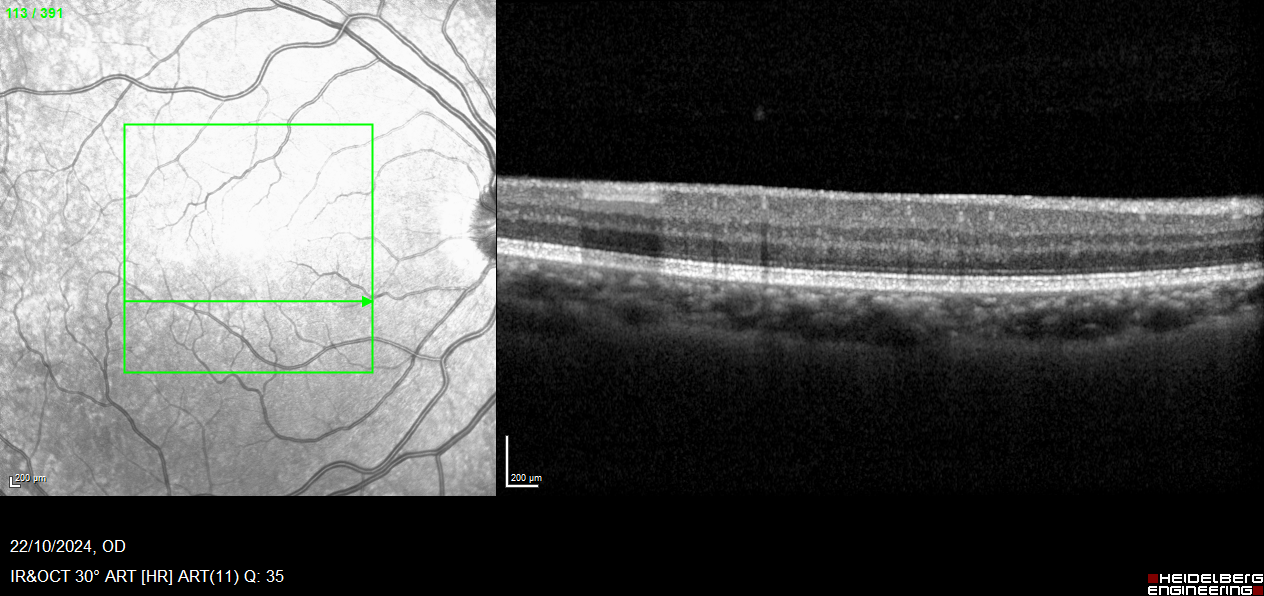 113 / 391
200 µm
200 µm
22/10/2024, OD
IR&OCT 30° ART [HR] ART(11) Q: 35
HEIDELBERG
ENGINEERING